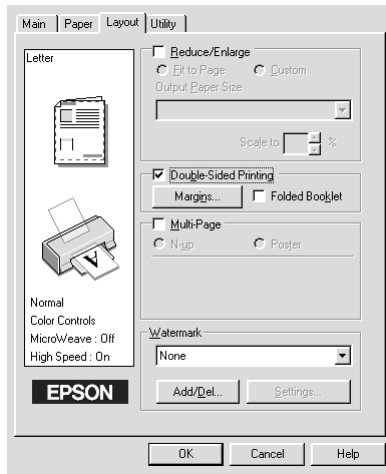 Main Paper Layout Utility
Letter
Reduce/Enlarge
Fit to Page Custom
Output Paper Size
Scale to %
Double-Sided Printing
Margins... Folded Booklet
Multi-Page
N-up Poster
A
Normal
Color Controls
MicroWeave : Off
High Speed : On
EPSON
Watermark
None
Add/Del... Settings...
OK Cancel Help